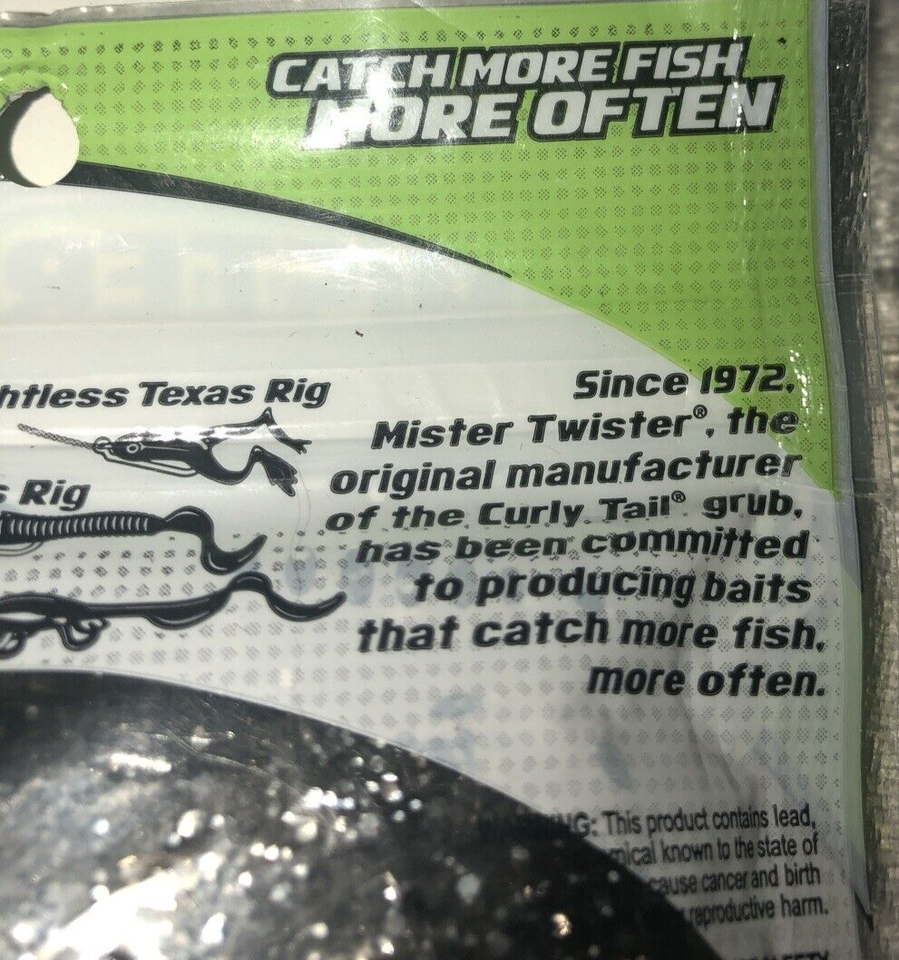 CATCH MORE FISH
MORE OFTEN
htless Texas Rig
s Rig
Since 1972,
Mister Twister®, the
original manufacturer
of the Curly Tail® grub,
has been committed
to producing baits
that catch more fish,
more often.
NG: This product contains lead,
mical known to the state of
cause cancer and birth
reproductive harm.